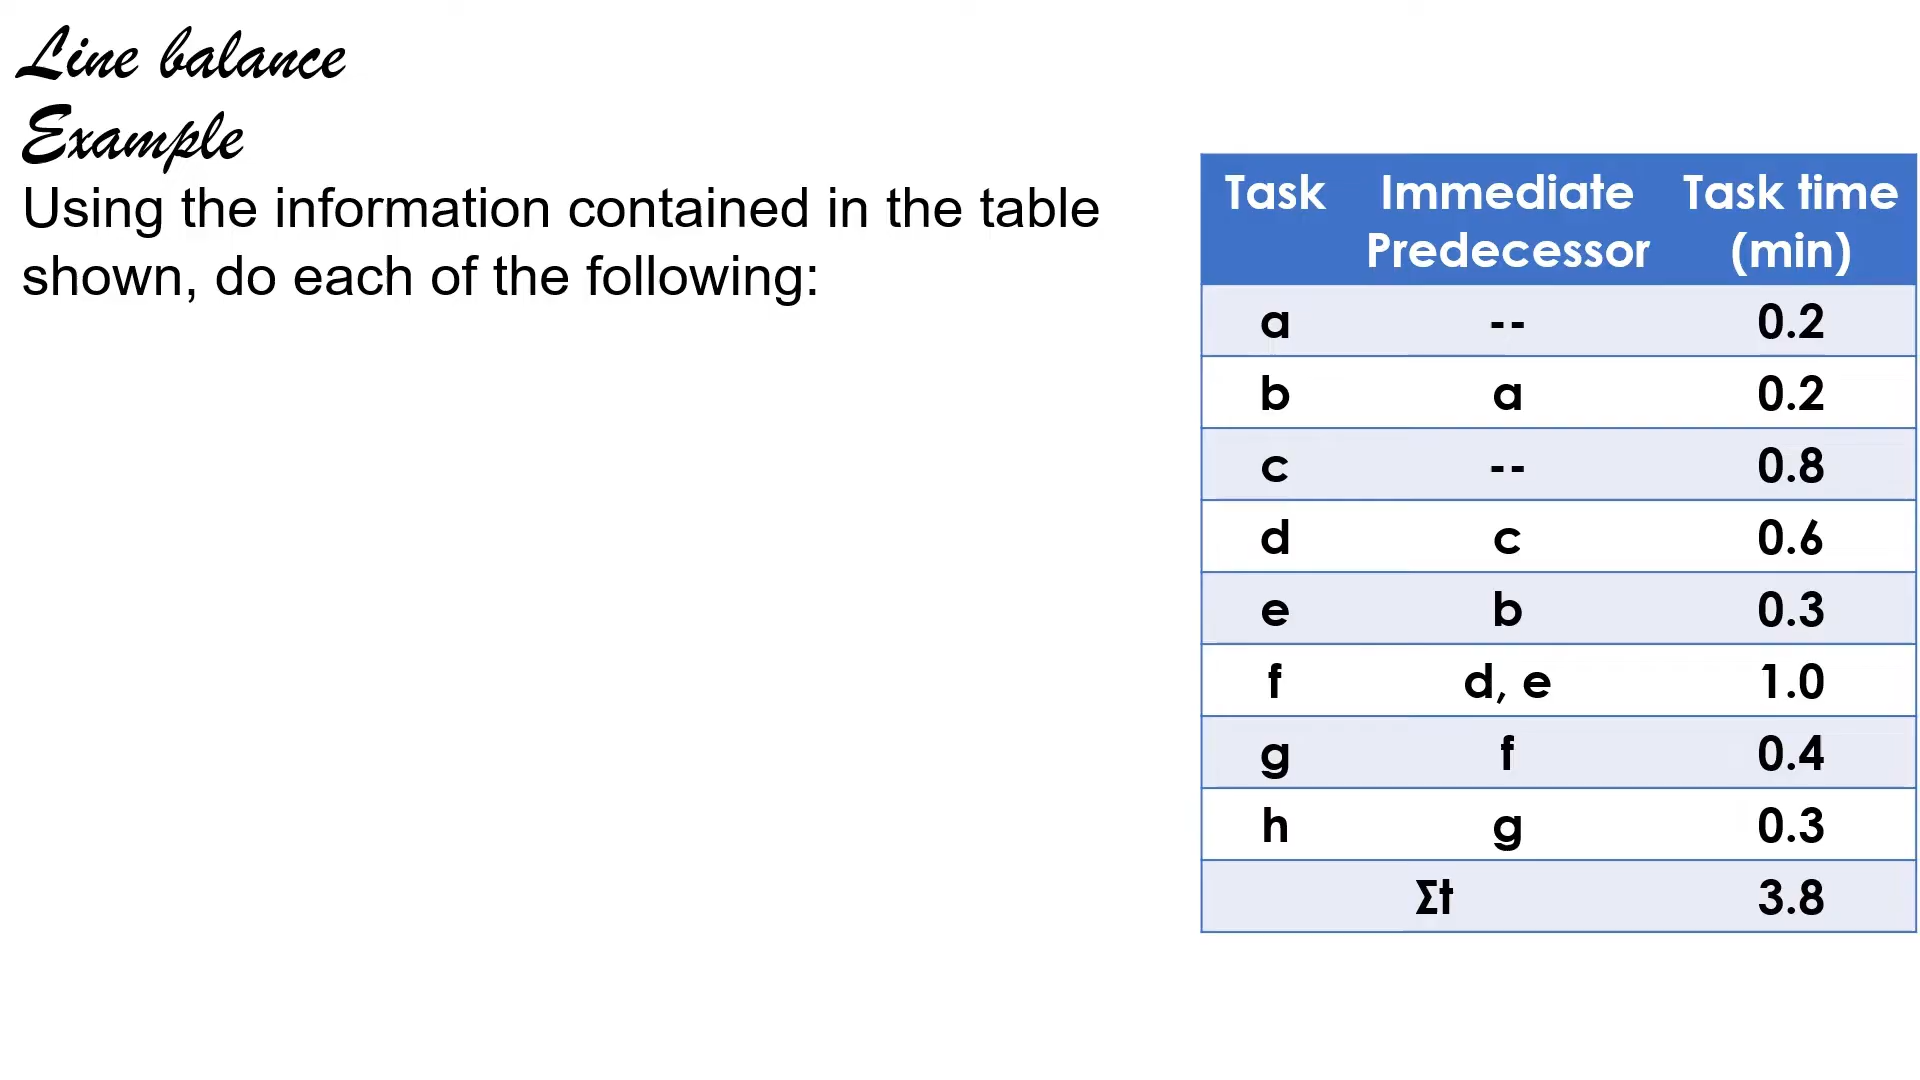 Line balance
Example
Using the information contained in the table
shown, do each of the following:
Task Immediate Predecessor Task time (min)
a -- 0.2
b a 0.2
c -- 0.8
d c 0.6
e b 0.3
f d, e 1.0
g f 0.4
h g 0.3
Σt 3.8